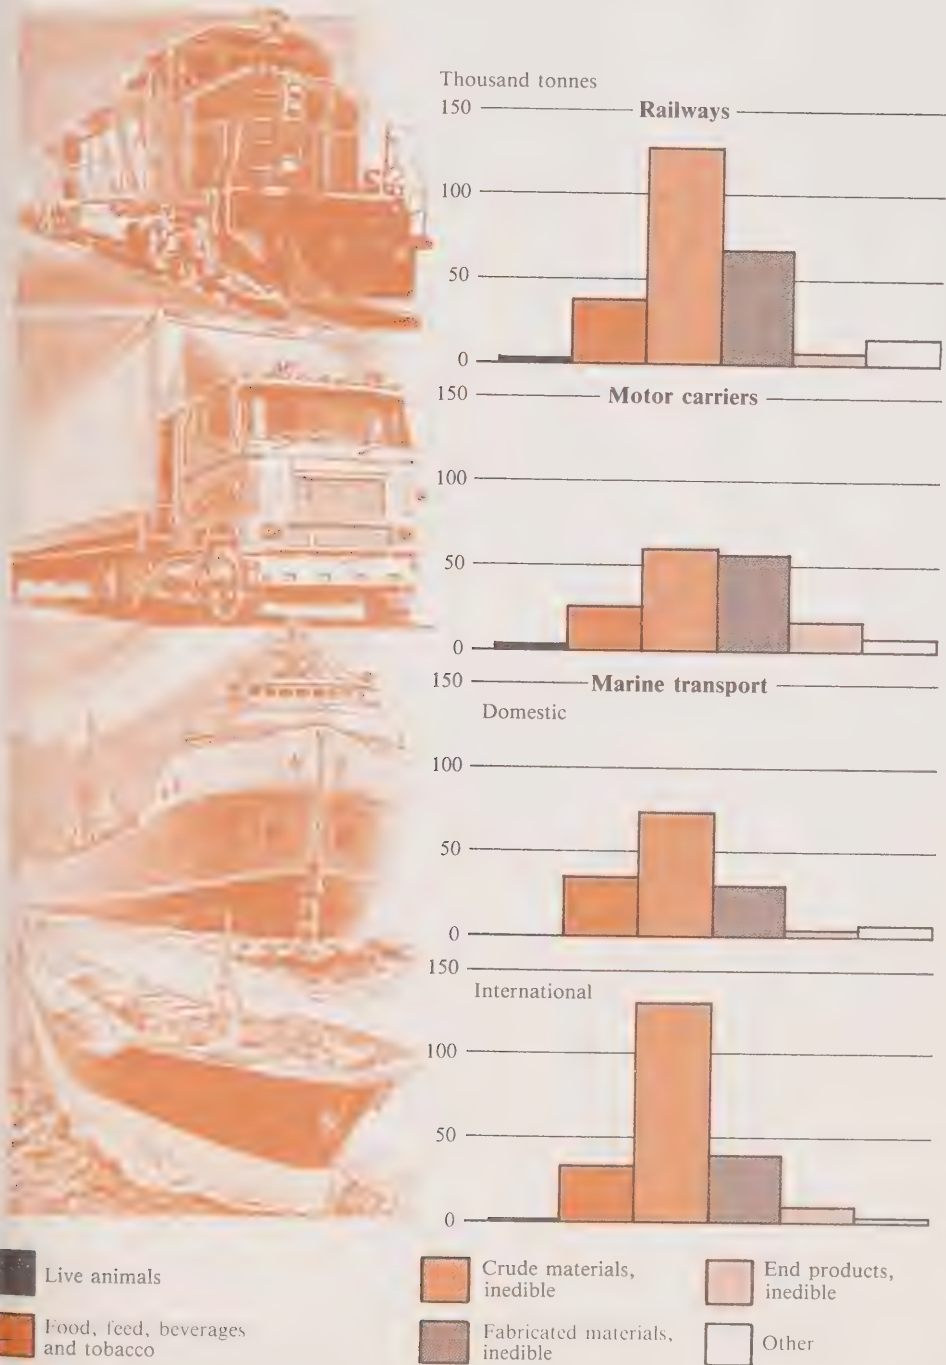 Thousand tonnes
150 Railways
100
50
0
150 Motor carriers
100
50
0
150 Marine transport
Domestic
100
50
0
150
International
100
50
0
Live animals
Food, feed, beverages
and tobacco
Crude materials,
inedible
Fabricated materials,
inedible
End products,
inedible
Other